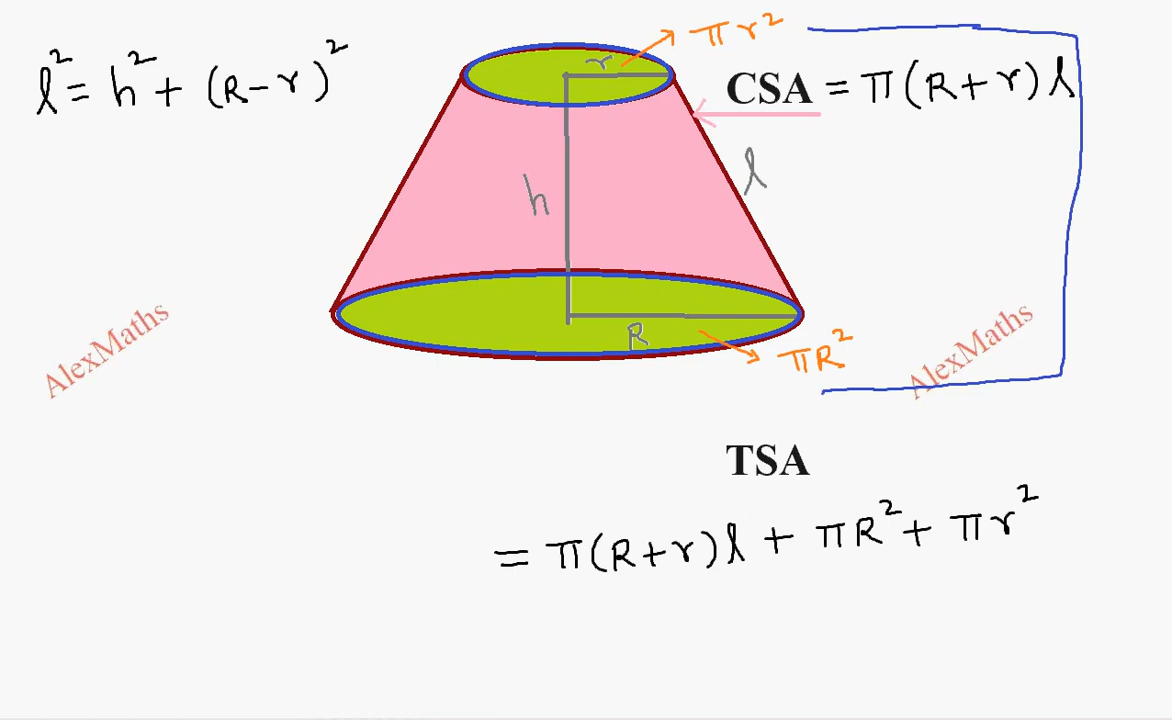 l² = h² + (R-r)²
πr²
r
CSA = π(R+r)l
l
h
R
πR²
AlexMaths
AlexMaths
TSA
= π(R+r)l + πR² + πr²